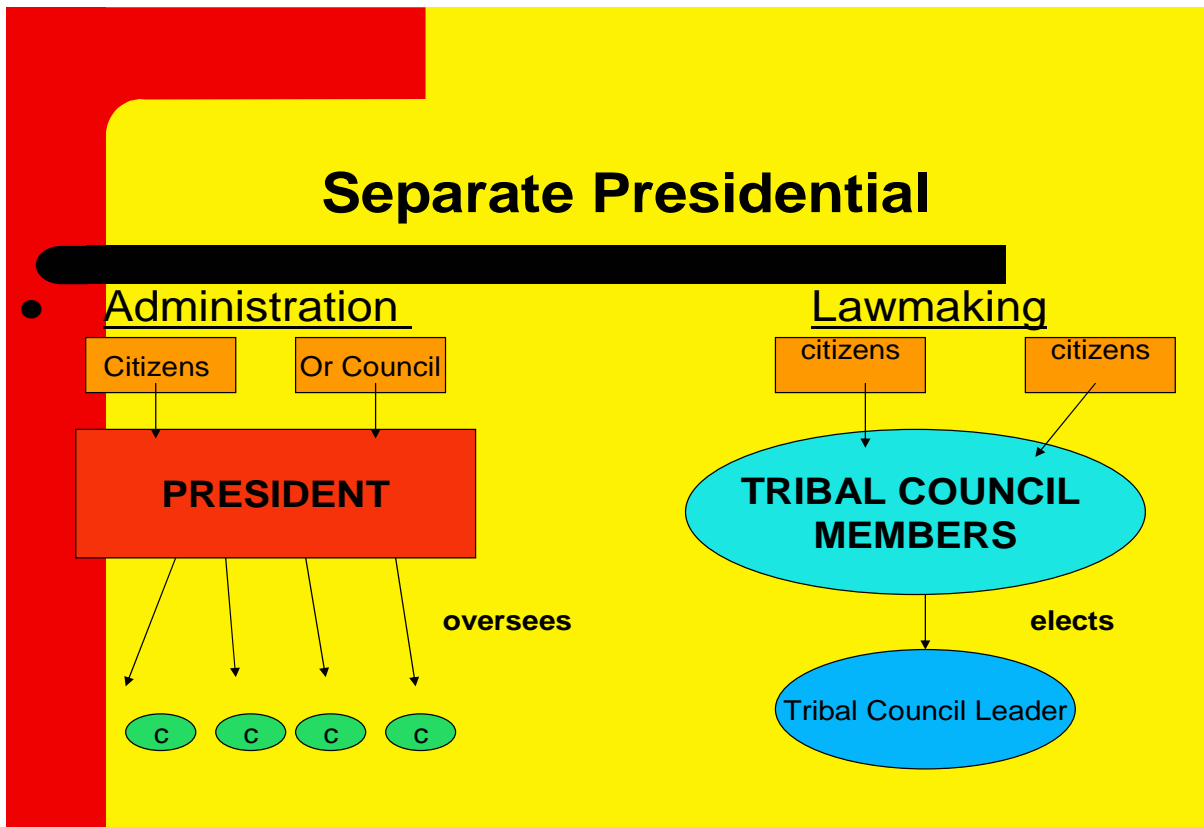 Separate Presidential
• Administration
Lawmaking
Citizens
Or Council
citizens
citizens
PRESIDENT
TRIBAL COUNCIL
MEMBERS
oversees
elects
c
c
c
c
Tribal Council Leader